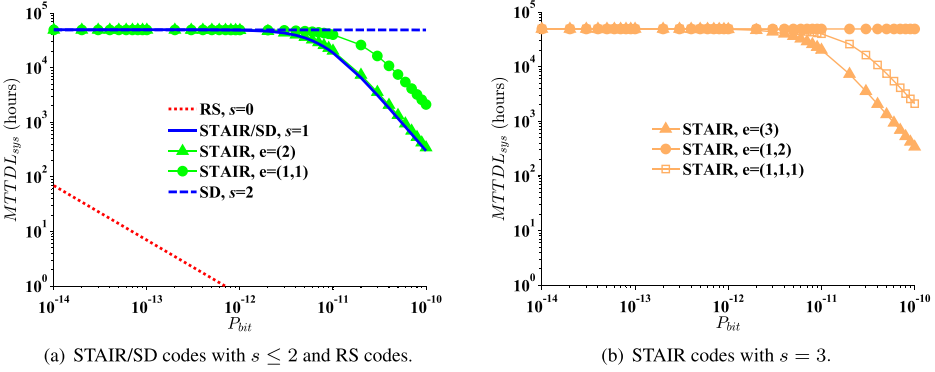 10^5
10^4
10^3
10^2
10^1
10^0
MTTDL_sys (hours)
RS, s=0
STAIR/SD, s=1
STAIR, e=(2)
STAIR, e=(1,1)
SD, s=2
10^-14
10^-13
10^-12
10^-11
10^-10
P_bit
(a) STAIR/SD codes with s ≤ 2 and RS codes.
10^5
10^4
10^3
10^2
10^1
10^0
MTTDL_sys (hours)
STAIR, e=(3)
STAIR, e=(1,2)
STAIR, e=(1,1,1)
10^-14
10^-13
10^-12
10^-11
10^-10
P_bit
(b) STAIR codes with s = 3.